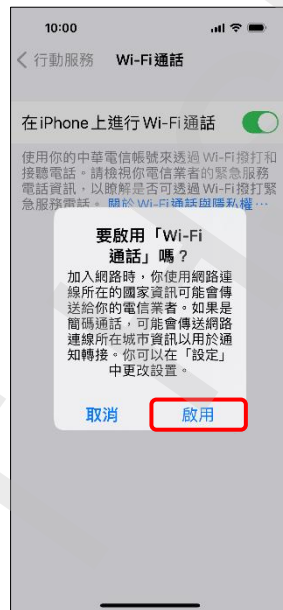 10:00
行動服務 Wi-Fi通話
在iPhone上進行Wi-Fi通話
使用你的中華電信帳號來透過 Wi-Fi撥打和
接聽電話。請檢視你電信業者的緊急服務
電話資訊，以瞭解是否可透過 Wi-Fi撥打緊
急服務電話。 關於 Wi-Fi通話與隱私權…
要啟用「Wi-Fi
通話」嗎？
加入網路時，你使用網路連
線所在的國家資訊可能會傳
送給你的電信業者。如果是
簡碼通話，可能會傳送網路
連線所在城市資訊以用於通
知轉接。你可以在「設定」
中更改設置。
取消 啟用